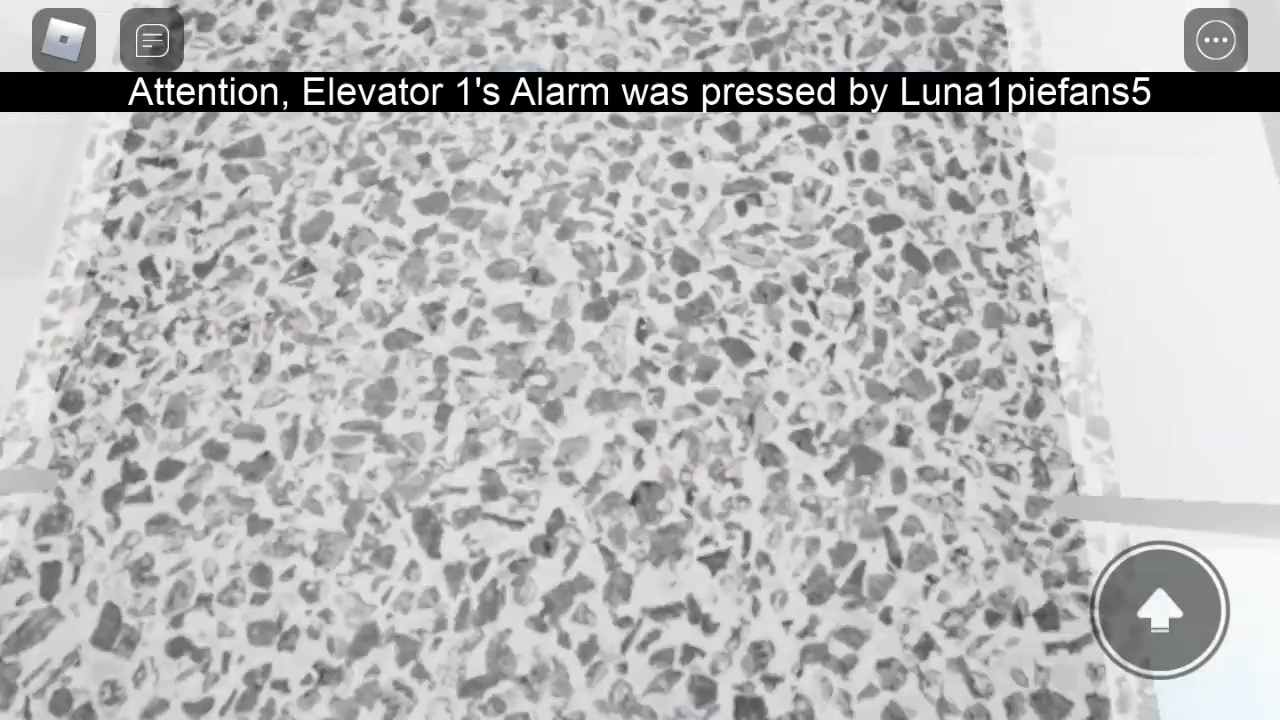 Attention, Elevator 1's Alarm was pressed by Luna1piefans5